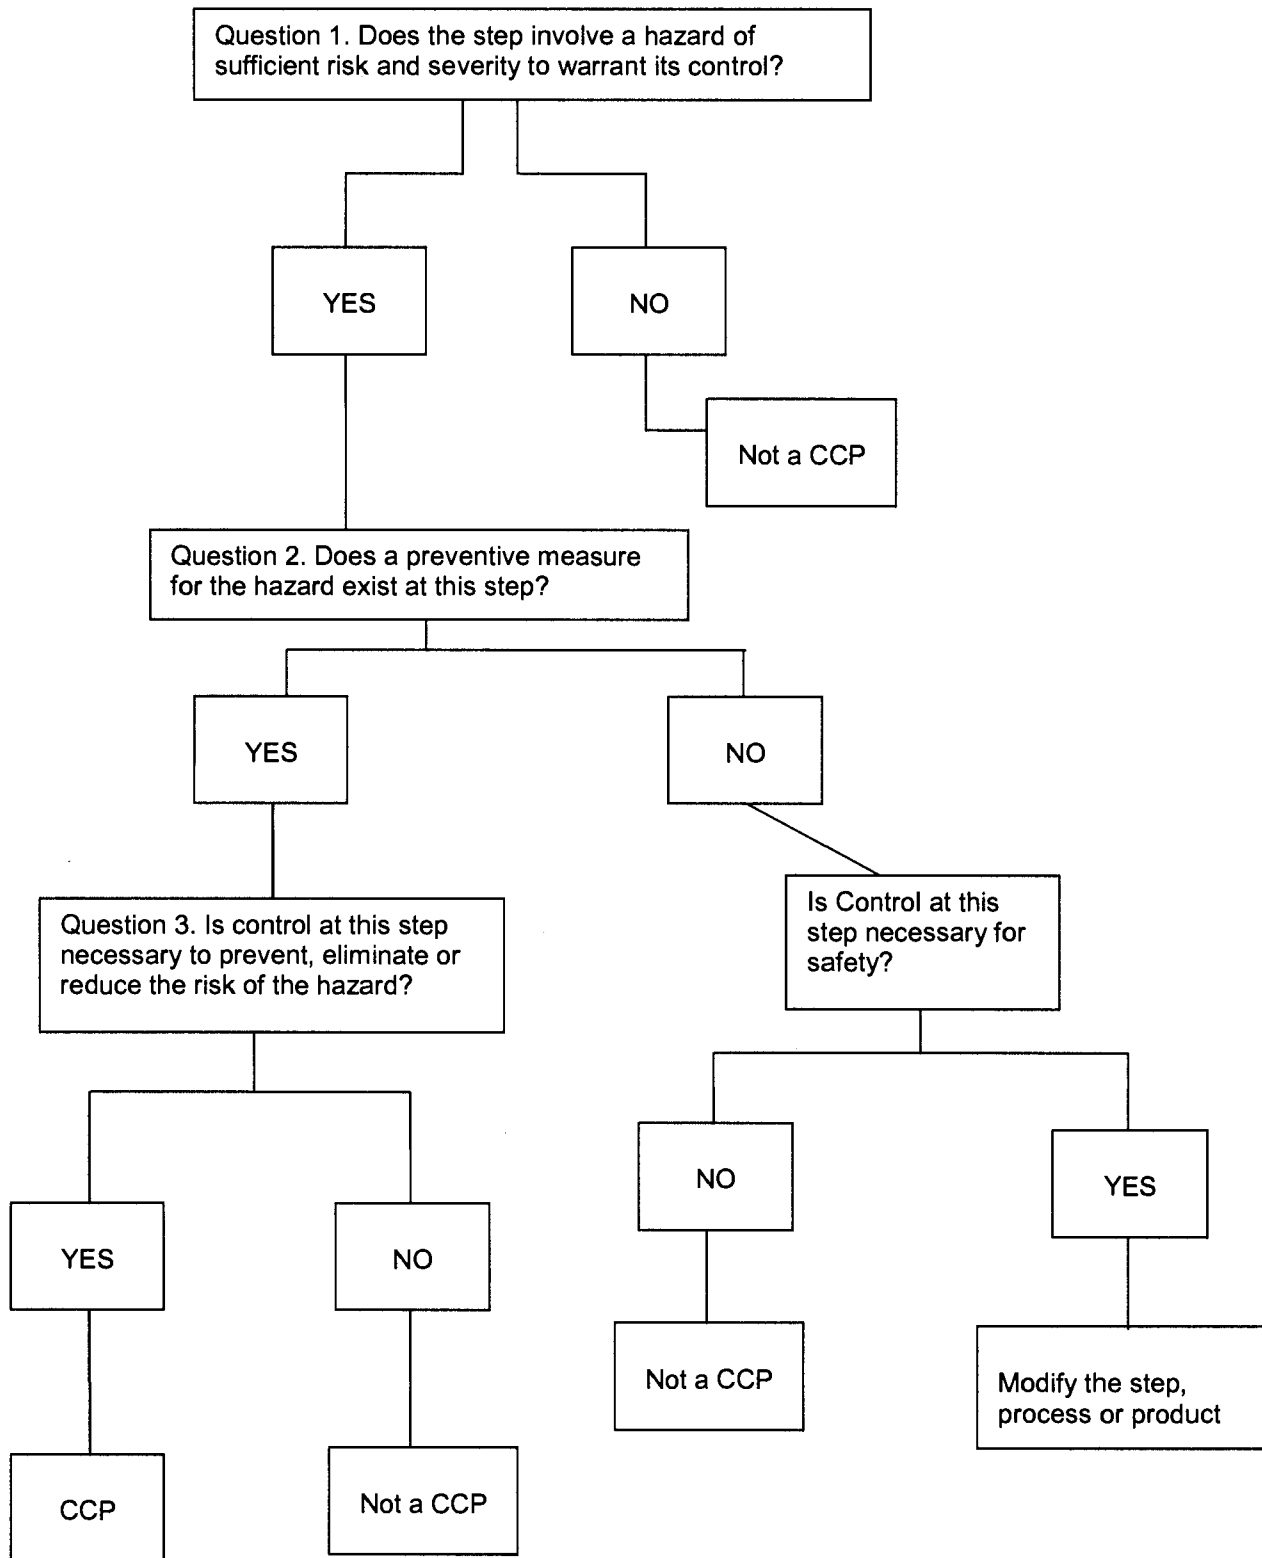 Question 1. Does the step involve a hazard of
sufficient risk and severity to warrant its control?
YES
NO
Not a CCP
Question 2. Does a preventive measure
for the hazard exist at this step?
YES
NO
Question 3. Is control at this step
necessary to prevent, eliminate or
reduce the risk of the hazard?
Is Control at this
step necessary for
safety?
YES
NO
NO
YES
CCP
Not a CCP
Not a CCP
Modify the step,
process or product